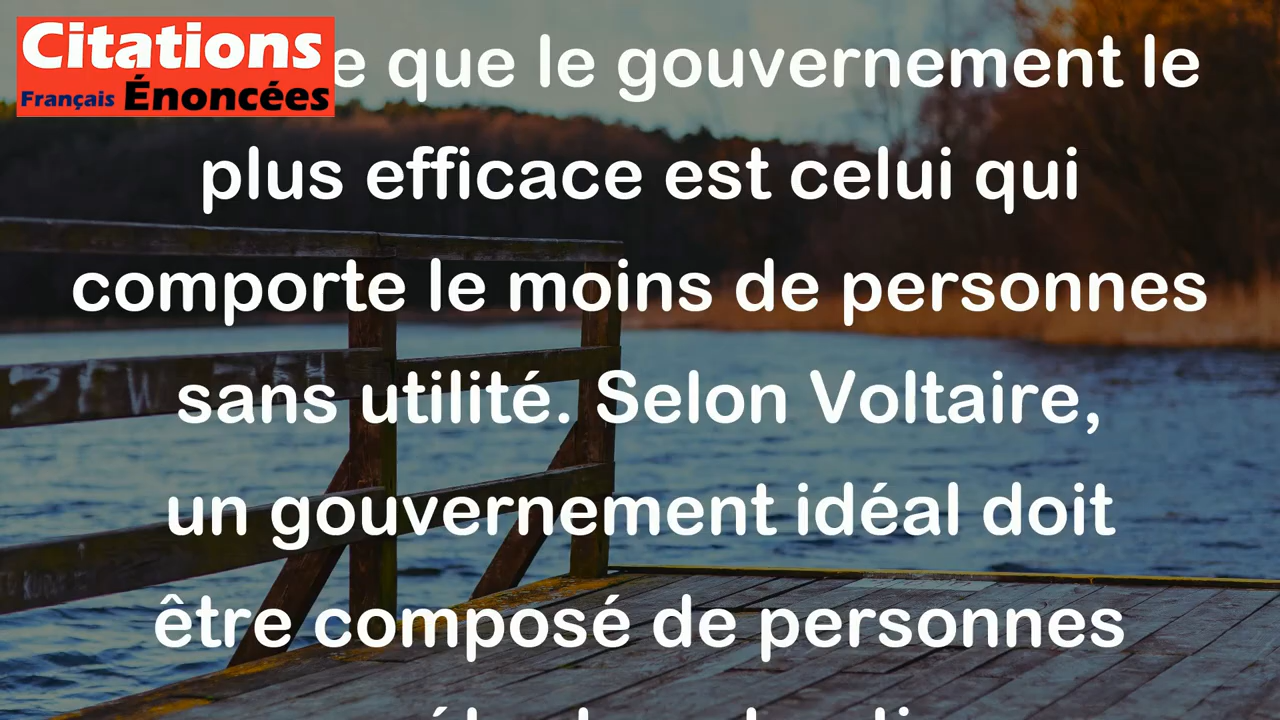 Citations
Français Énoncées
que le gouvernement le
plus efficace est celui qui
comporte le moins de personnes
sans utilité. Selon Voltaire,
un gouvernement idéal doit
être composé de personnes